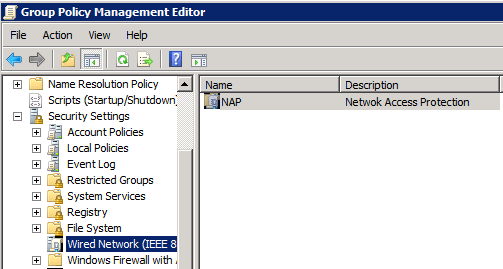 Group Policy Management Editor
File Action View Help
Name Resolution Policy
Scripts (Startup/Shutdown)
Security Settings
Account Policies
Local Policies
Event Log
Restricted Groups
System Services
Registry
File System
Wired Network (IEEE 8
Windows Firewall with
Name Description
NAP Netwok Access Protection